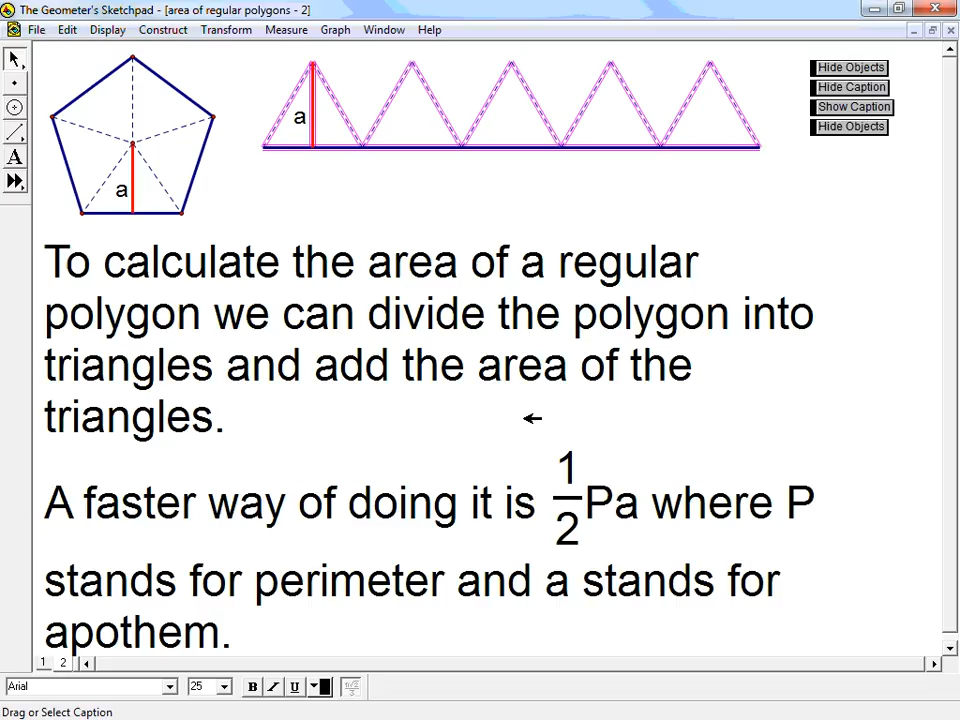 The Geometer's Sketchpad - [area of regular polygons - 2]
File Edit Display Construct Transform Measure Graph Window Help
Hide Objects
Hide Caption
Show Caption
Hide Objects
a
a
A
To calculate the area of a regular
polygon we can divide the polygon into
triangles and add the area of the
triangles.
A faster way of doing it is 1/2 Pa where P
stands for perimeter and a stands for
apothem.
1 2
Arial 25 B I U
Drag or Select Caption